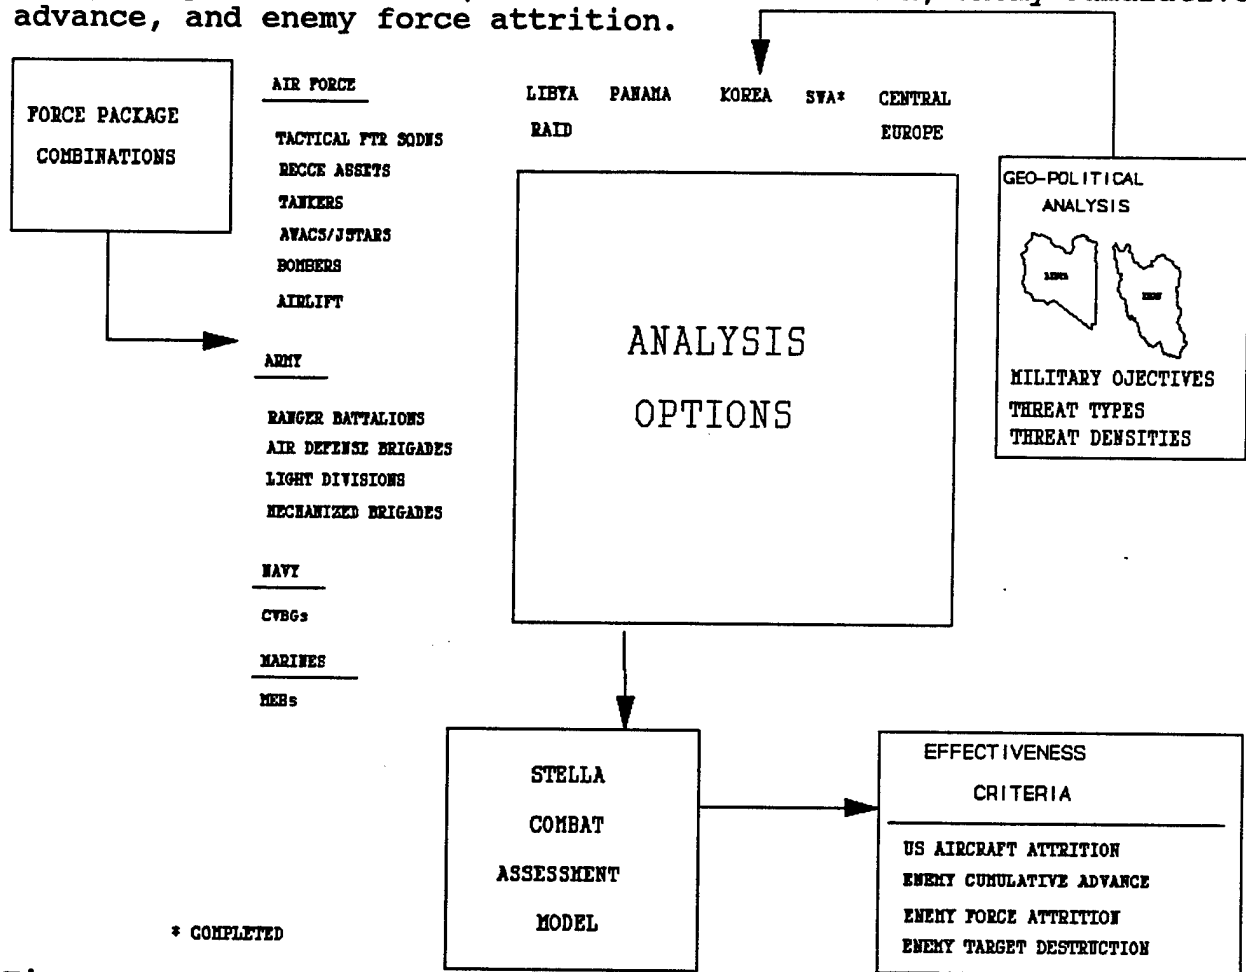 advance, and enemy force attrition.
FORCE PACKAGE
COMBINATIONS
AIR FORCE
TACTICAL FTR SQDNS
RECCE ASSETS
TANKERS
AWACS/JSTARS
BOMBERS
AIRLIFT
ARMY
RANGER BATTALIONS
AIR DEFENSE BRIGADES
LIGHT DIVISIONS
MECHANIZED BRIGADES
NAVY
CVBGs
MARINES
MEBs
LIBYA PANAMA KOREA SWA* CENTRAL
RAID EUROPE
ANALYSIS
OPTIONS
GEO-POLITICAL
ANALYSIS
LIBYA
MILITARY OJECTIVES
THREAT TYPES
THREAT DENSITIES
STELLA
COMBAT
ASSESSMENT
MODEL
EFFECTIVENESS
CRITERIA
US AIRCRAFT ATTRITION
ENEMY CUMULATIVE ADVANCE
ENEMY FORCE ATTRITION
ENEMY TARGET DESTRUCTION
* COMPLETED